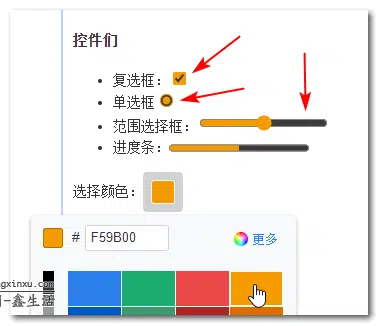 控件们
复选框：
单选框
范围选择框：
进度条：
选择颜色：
# F59B00 更多
gxinxu.com
-鑫生活